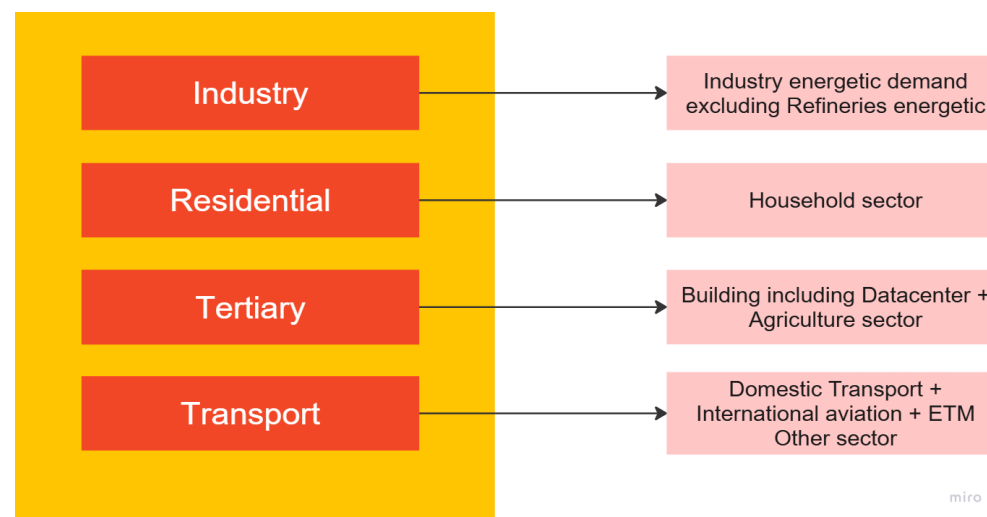 Industry
Industry energetic demand
excluding Refineries energetic
Residential
Household sector
Tertiary
Building including Datacenter +
Agriculture sector
Transport
Domestic Transport +
International aviation + ETM
Other sector
miro